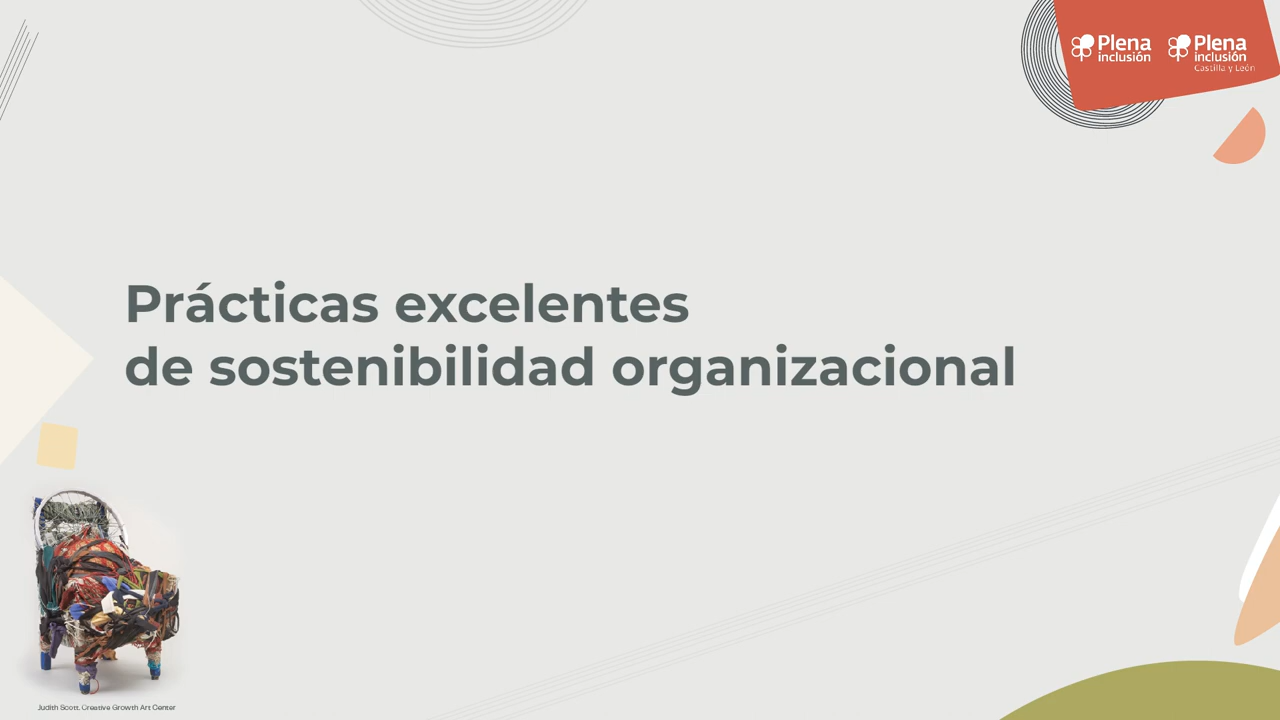 Plena inclusión
Plena inclusión Castilla y León
Prácticas excelentes
de sostenibilidad organizacional
Judith Scott. Creative Growth Art Center